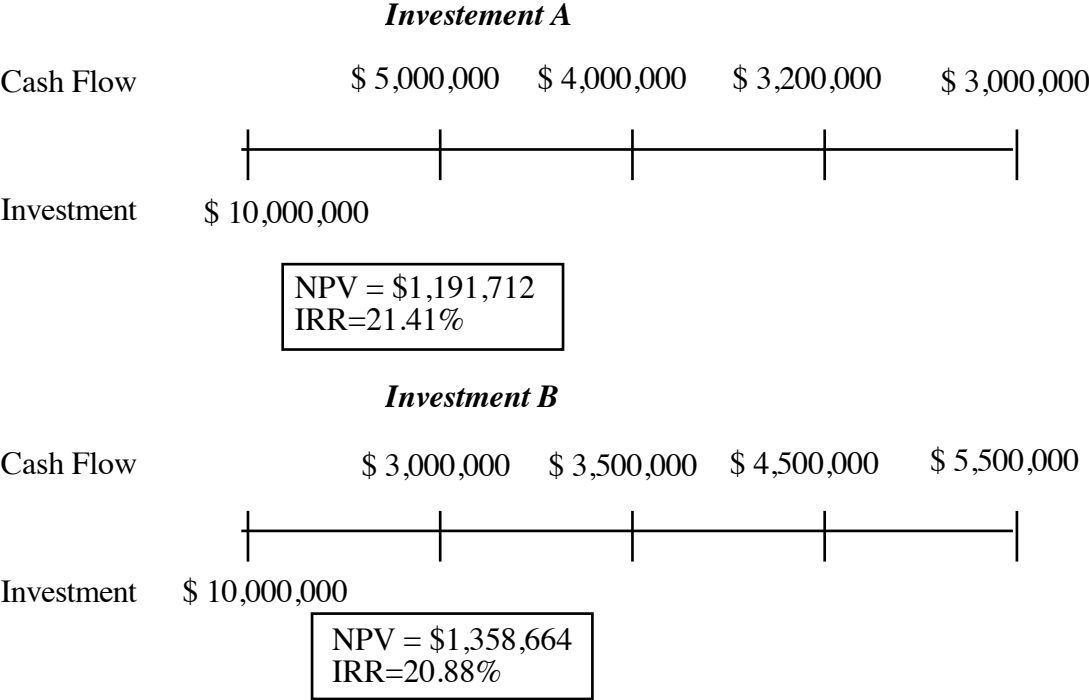 Investement A
Cash Flow $ 5,000,000 $ 4,000,000 $ 3,200,000 $ 3,000,000
Investment $ 10,000,000
NPV = $1,191,712
IRR=21.41%
Investment B
Cash Flow $ 3,000,000 $ 3,500,000 $ 4,500,000 $ 5,500,000
Investment $ 10,000,000
NPV = $1,358,664
IRR=20.88%